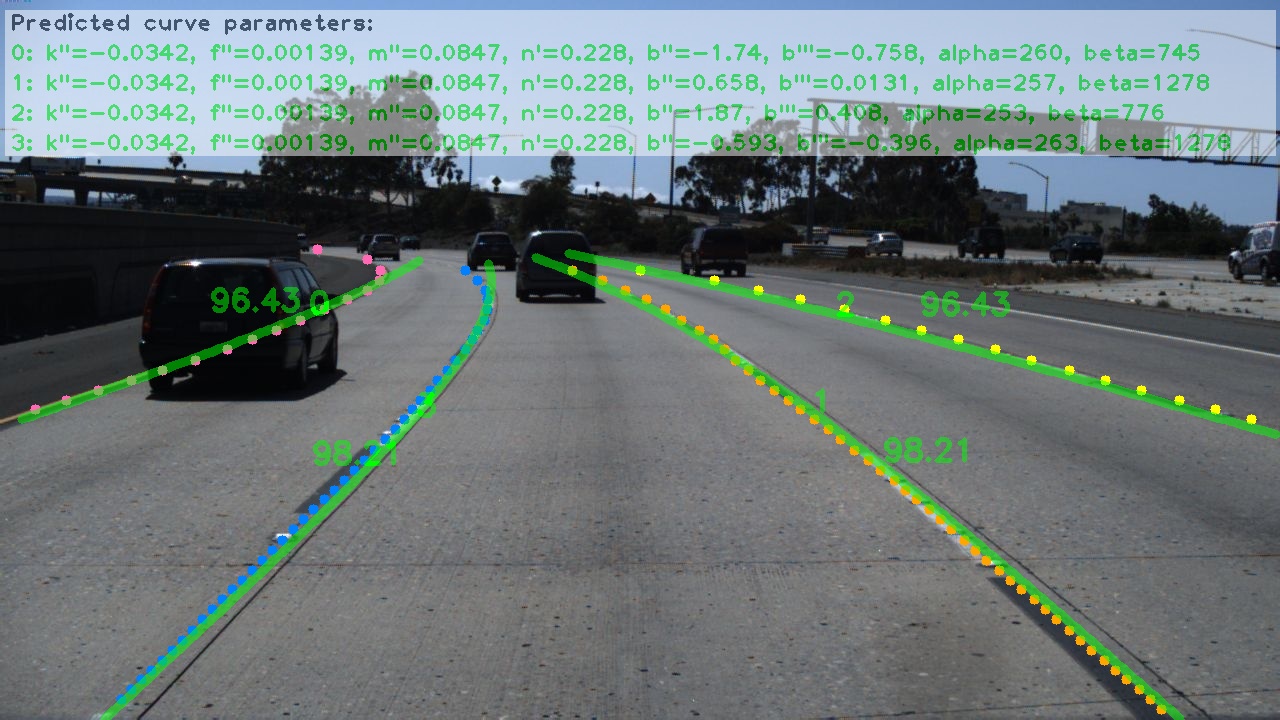 Predicted curve parameters:
0: k''=-0.0342, f''=0.00139, m''=0.0847, n'=0.228, b''=-1.74, b'''=-0.758, alpha=260, beta=745
1: k''=-0.0342, f''=0.00139, m''=0.0847, n'=0.228, b''=0.658, b'''=0.0131, alpha=257, beta=1278
2: k''=-0.0342, f''=0.00139, m''=0.0847, n'=0.228, b''=1.87, b'''=0.408, alpha=253, beta=776
3: k''=-0.0342, f''=0.00139, m''=0.0847, n'=0.228, b''=-0.593, b'''=-0.396, alpha=263, beta=1278
96.43 0 2 96.43
1
98.21 98.21